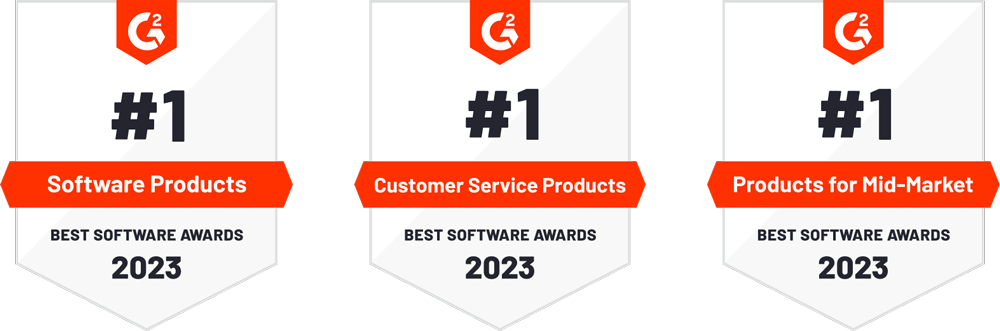 G2
#1
Software Products
BEST SOFTWARE AWARDS
2023
G2
#1
Customer Service Products
BEST SOFTWARE AWARDS
2023
G2
#1
Products for Mid-Market
BEST SOFTWARE AWARDS
2023